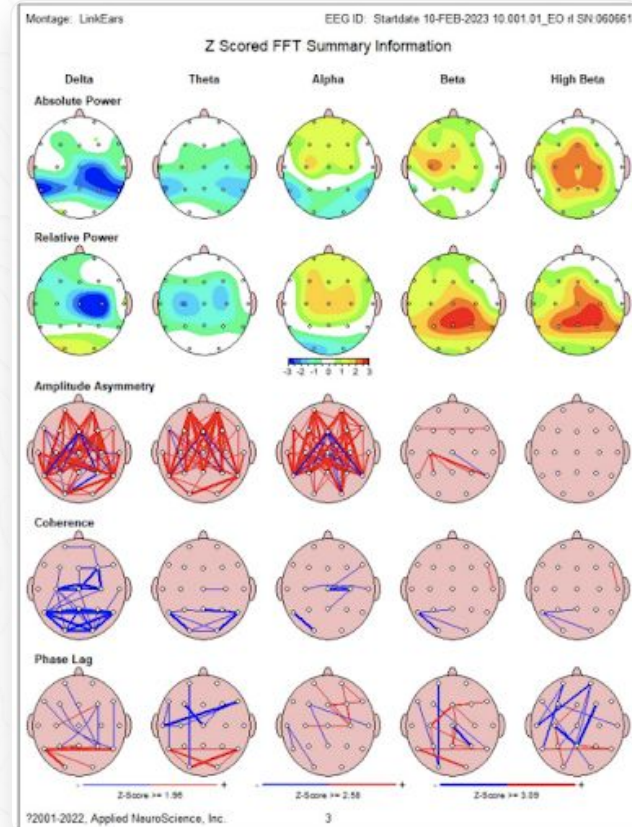 Montage: LinkEars EEG ID: Startdate 10-FEB-2023 10.001.01_EO rl SN:060661
Z Scored FFT Summary Information
Delta Theta Alpha Beta High Beta
Absolute Power
Relative Power
-3 -2 -1 0 1 2 3
Amplitude Asymmetry
Coherence
Phase Lag
- + - + - +
Z-Score >= 1.96 Z-Score >= 2.58 Z-Score >= 3.09
?2001-2022, Applied NeuroScience, Inc. 3